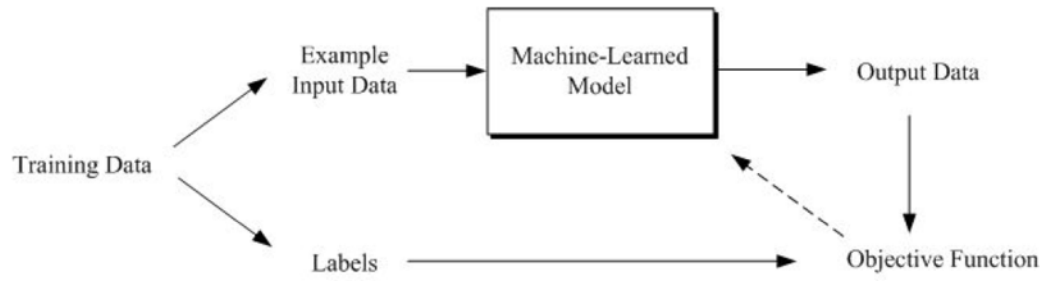 Example
Input Data
Machine-Learned
Model
Output Data
Training Data
Labels
Objective Function